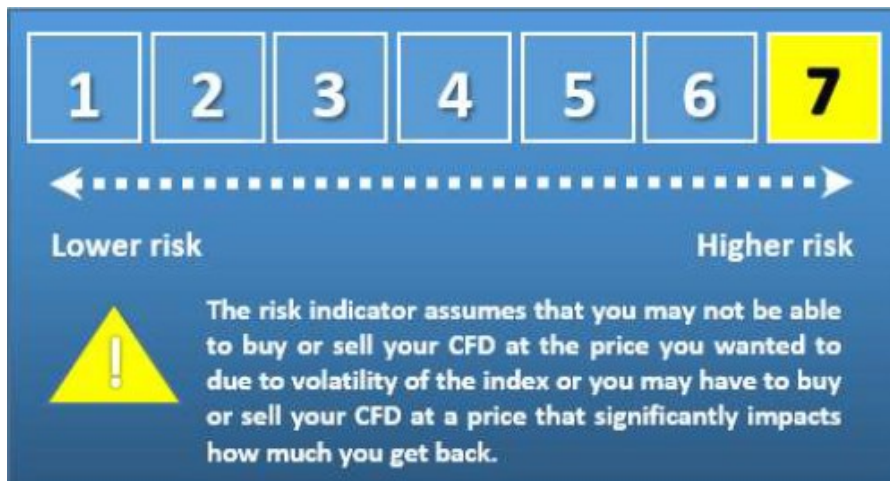 1 2 3 4 5 6 7
Lower risk Higher risk
!
The risk indicator assumes that you may not be able
to buy or sell your CFD at the price you wanted to
due to volatility of the index or you may have to buy
or sell your CFD at a price that significantly impacts
how much you get back.